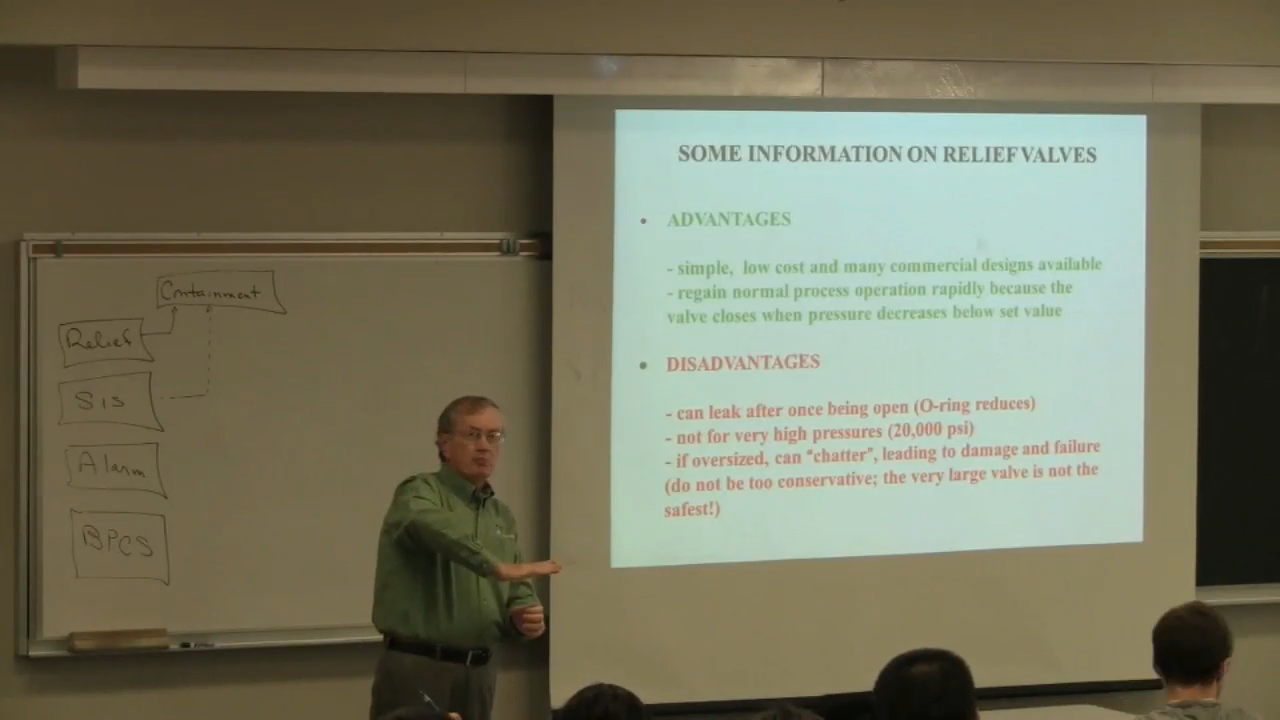 Containment
Relief
SIS
Alarm
BPCS
SOME INFORMATION ON RELIEF VALVES
• ADVANTAGES
- simple, low cost and many commercial designs available
- regain normal process operation rapidly because the
valve closes when pressure decreases below set value
• DISADVANTAGES
- can leak after once being open (O-ring reduces)
- not for very high pressures (20,000 psi)
- if oversized, can "chatter", leading to damage and failure
(do not be too conservative; the very large valve is not the
safest!)